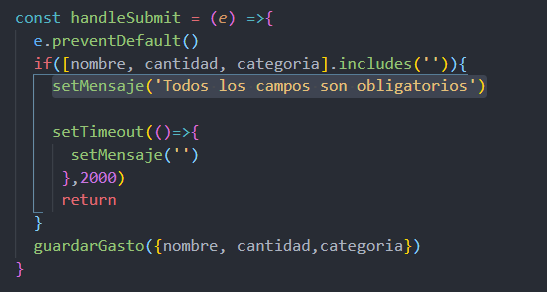 const handleSubmit = (e) =>{
e.preventDefault()
if([nombre, cantidad, categoria].includes('')){
setMensaje('Todos los campos son obligatorios')
setTimeout(()=>{
setMensaje('')
},2000)
return
}
guardarGasto({nombre, cantidad,categoria})
}